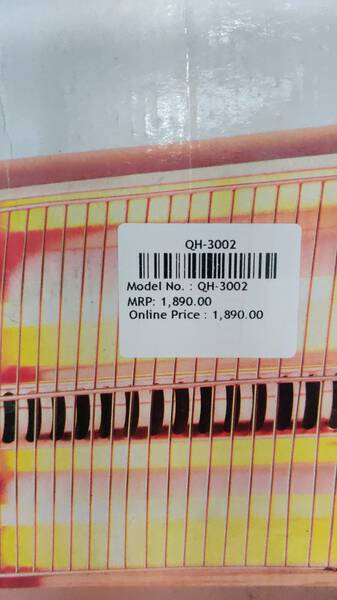 QH-3002
Model No. : QH-3002
MRP: 1,890.00
Online Price : 1,890.00